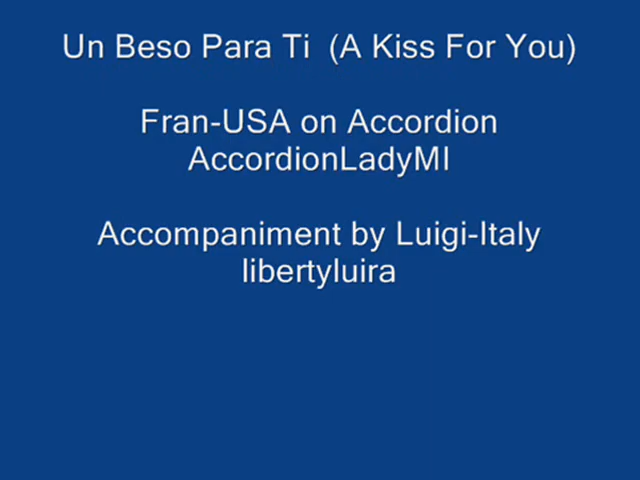 Un Beso Para Ti (A Kiss For You)
Fran-USA on Accordion
AccordionLadyMI
Accompaniment by Luigi-Italy
libertyluira